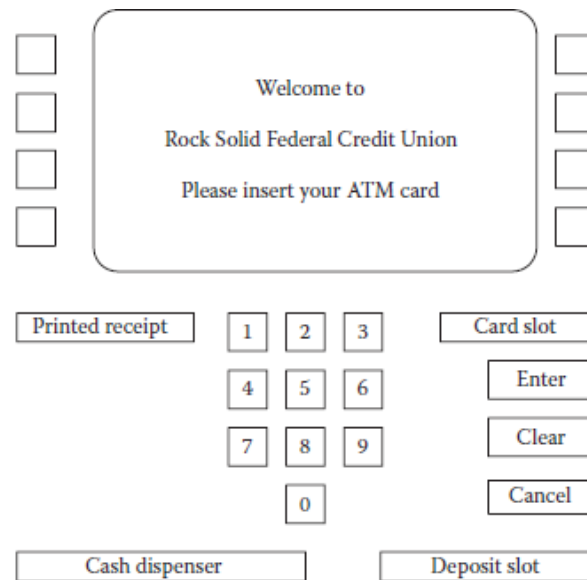 Welcome to
Rock Solid Federal Credit Union
Please insert your ATM card
Printed receipt
1 2 3
Card slot
4 5 6
Enter
7 8 9
Clear
0
Cancel
Cash dispenser
Deposit slot